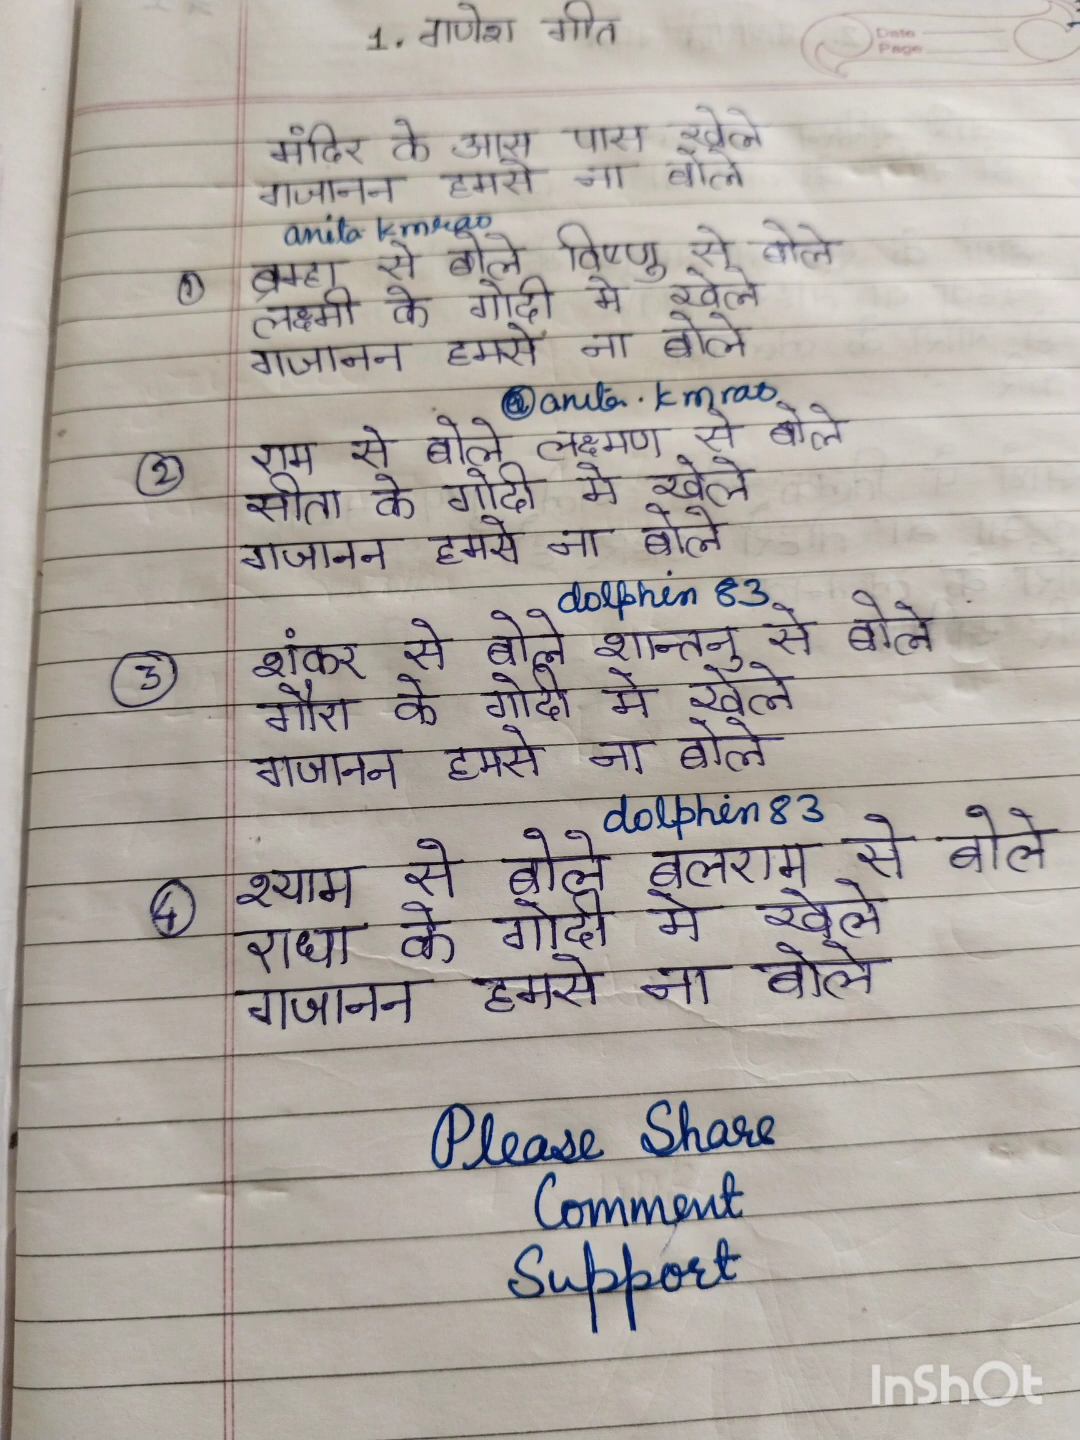 1. गणेश गीत
Date
Page
मंदिर के आस पास खेले
गजानन हमसे ना बोले
anita kmrao
① ब्रम्हा से बोले विष्णु से बोले
लक्ष्मी के गोदी मे खेले
गजानन हमसे ना बोले
@anita.kmrao
② राम से बोले लक्ष्मण से बोले
सीता के गोदी मे खेले
गजानन हमसे ना बोले
dolphin 83
③ शंकर से बोले शान्तनु से बोले
गौरा के गोदी मे खेले
गजानन हमसे ना बोले
dolphin83
④ श्याम से बोले बलराम से बोले
राधा के गोदी मे खेले
गजानन हमसे ना बोले
Please Share
Comment
Support
InShOt